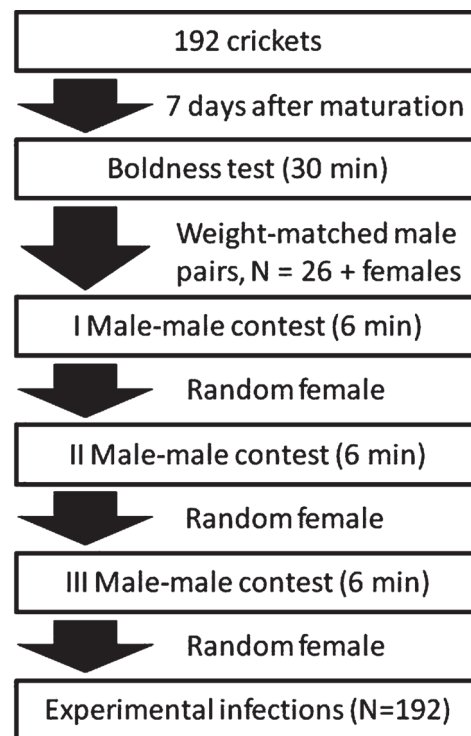 192 crickets
7 days after maturation
Boldness test (30 min)
Weight-matched male
pairs, N = 26 + females
I Male-male contest (6 min)
Random female
II Male-male contest (6 min)
Random female
III Male-male contest (6 min)
Random female
Experimental infections (N=192)